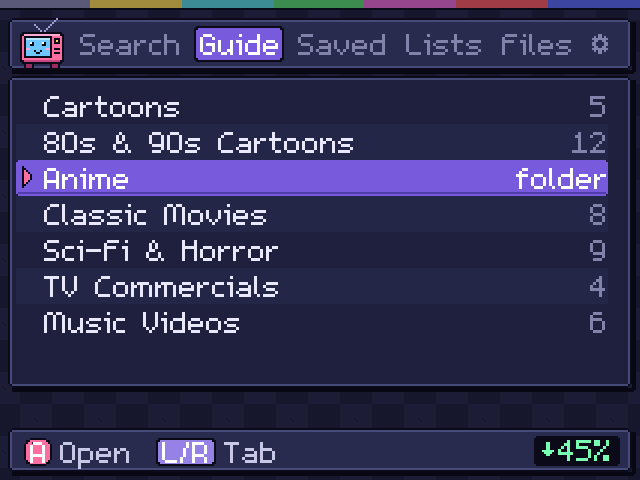 Search Guide Saved Lists Files
Cartoons 5
80s & 90s Cartoons 12
Anime folder
Classic Movies 8
Sci-Fi & Horror 9
TV Commercials 4
Music Videos 6
A Open L/R Tab ↓45%